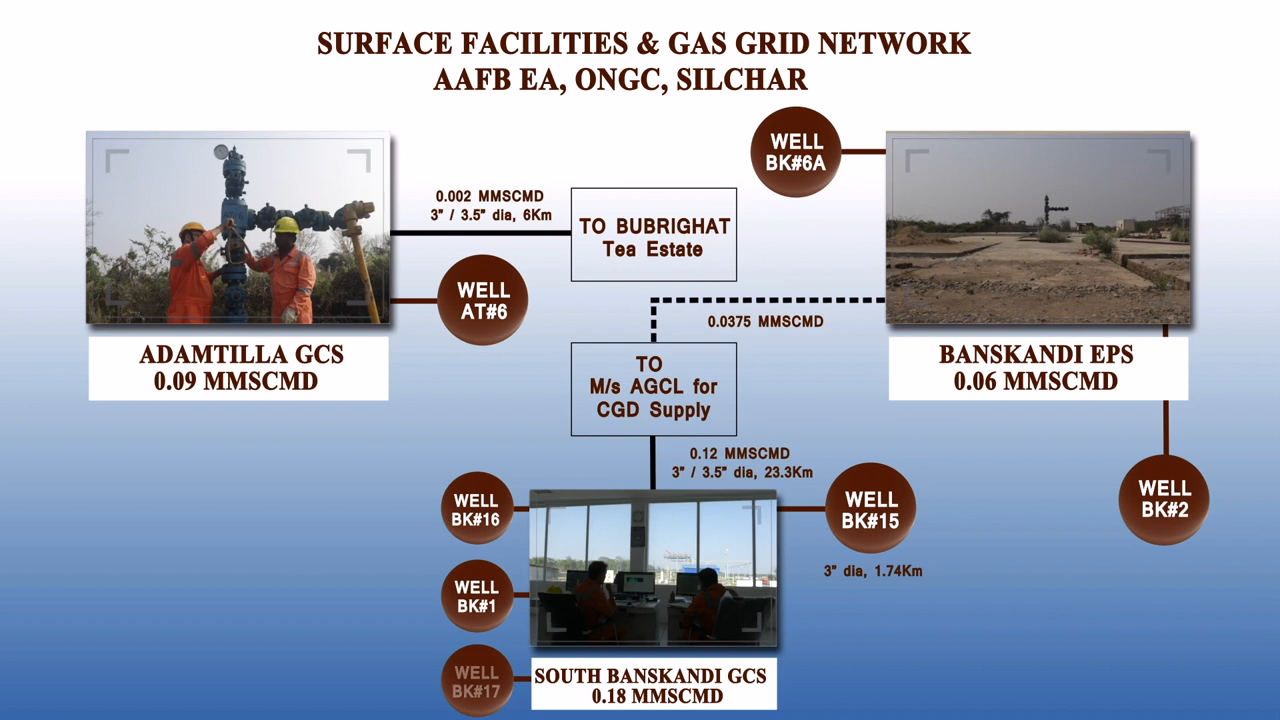 SURFACE FACILITIES & GAS GRID NETWORK
AAFB EA, ONGC, SILCHAR
0.002 MMSCMD
3" / 3.5" dia, 6Km
TO BUBRIGHAT
Tea Estate
WELL
AT#6
ADAMTILLA GCS
0.09 MMSCMD
WELL
BK#6A
0.0375 MMSCMD
BANSKANDI EPS
0.06 MMSCMD
TO
M/s AGCL for
CGD Supply
0.12 MMSCMD
3" / 3.5" dia, 23.3Km
WELL
BK#2
WELL
BK#16
WELL
BK#15
3" dia, 1.74Km
WELL
BK#1
WELL
BK#17
SOUTH BANSKANDI GCS
0.18 MMSCMD